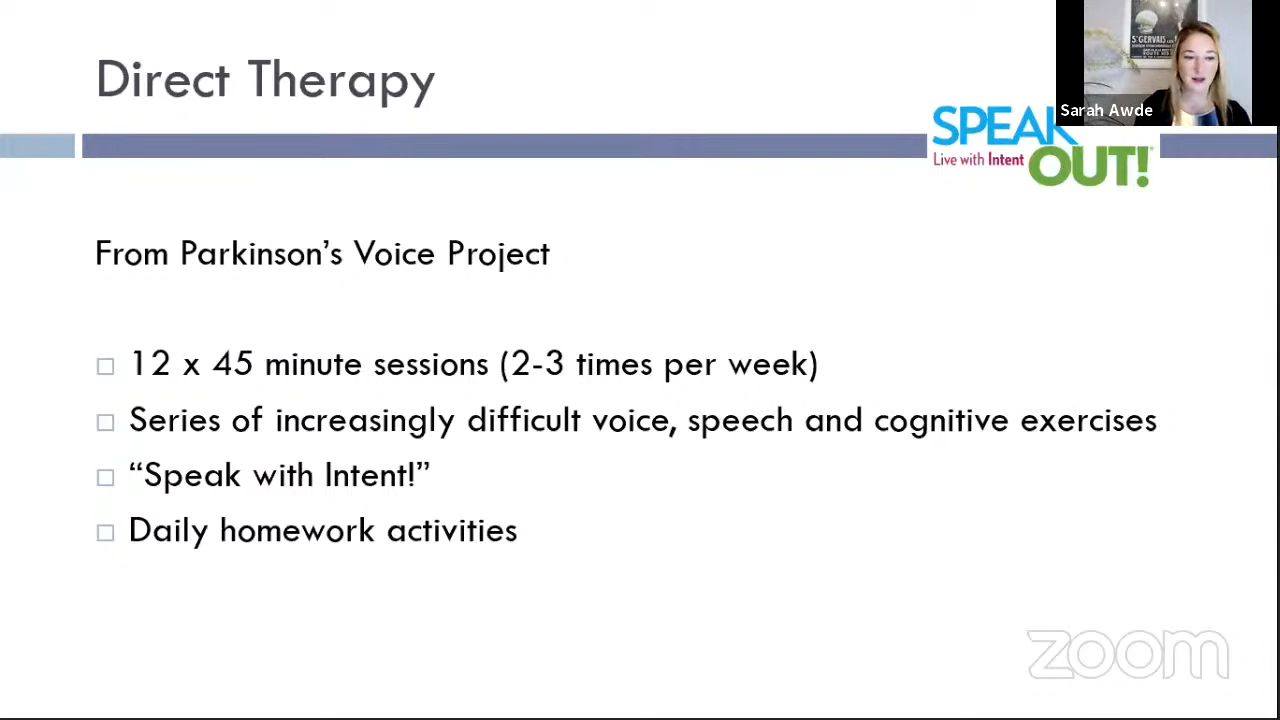 Direct Therapy
S'GERVAIS
Sarah Awde
SPEAK
Live with Intent OUT!
From Parkinson's Voice Project
12 x 45 minute sessions (2-3 times per week)
Series of increasingly difficult voice, speech and cognitive exercises
“Speak with Intent!”
Daily homework activities
zoom